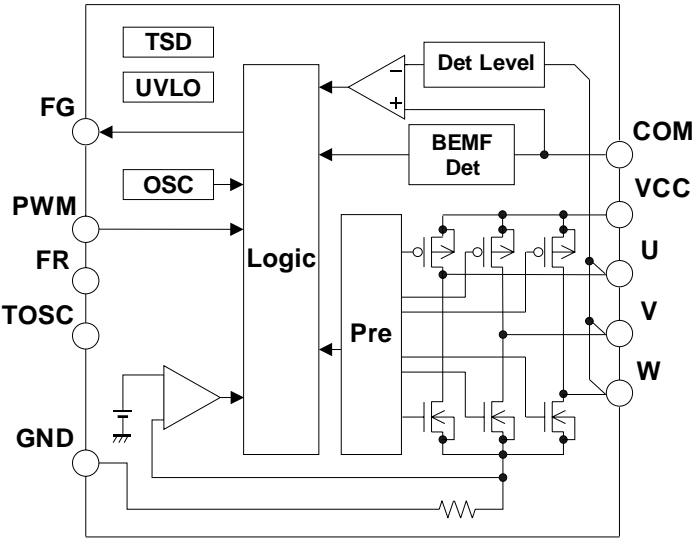 TSD
UVLO
Det Level
FG
COM
BEMF
Det
VCC
OSC
PWM
U
FR
Logic
V
TOSC
Pre
W
GND